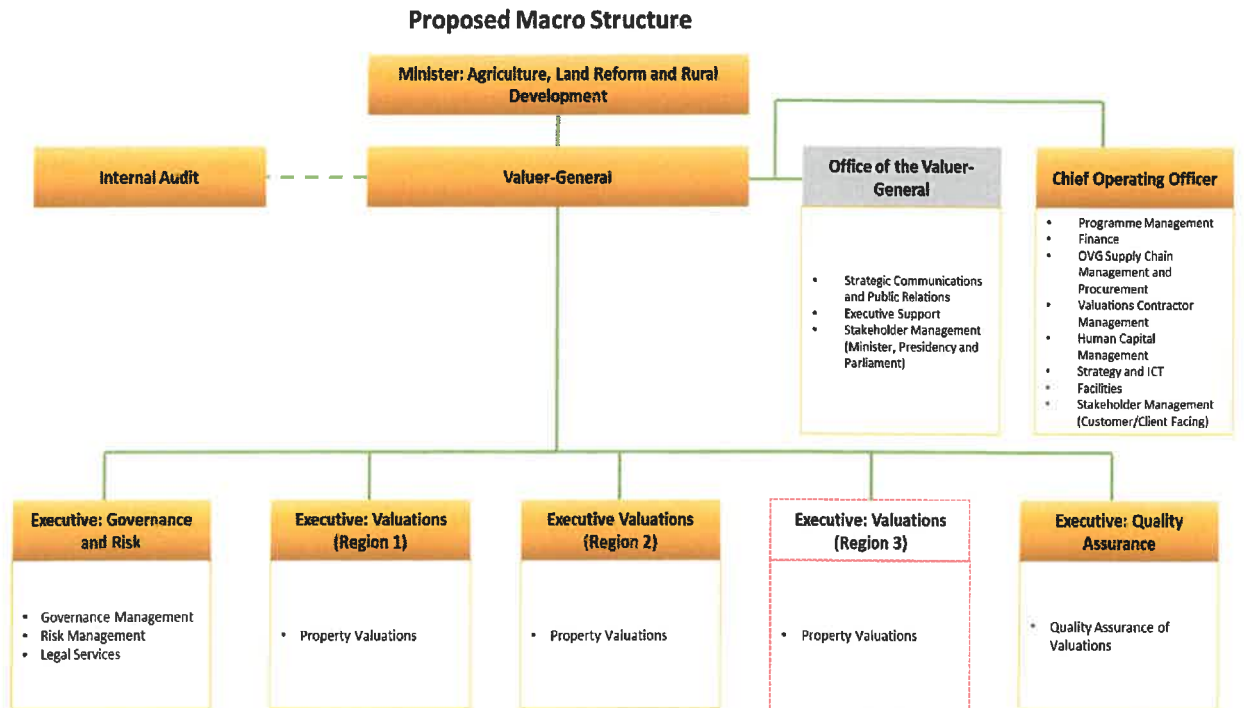 Proposed Macro Structure
Minister: Agriculture, Land Reform and Rural
Development
Internal Audit
Valuer-General
Office of the Valuer-
General
• Strategic Communications
and Public Relations
• Executive Support
• Stakeholder Management
(Minister, Presidency and
Parliament)
Chief Operating Officer
• Programme Management
• Finance
• OVG Supply Chain
Management and
Procurement
• Valuations Contractor
Management
• Human Capital
Management
• Strategy and ICT
• Facilities
• Stakeholder Management
(Customer/Client Facing)
Executive: Governance
and Risk
• Governance Management
• Risk Management
• Legal Services
Executive: Valuations
(Region 1)
• Property Valuations
Executive Valuations
(Region 2)
• Property Valuations
Executive: Valuations
(Region 3)
• Property Valuations
Executive: Quality
Assurance
• Quality Assurance of
Valuations